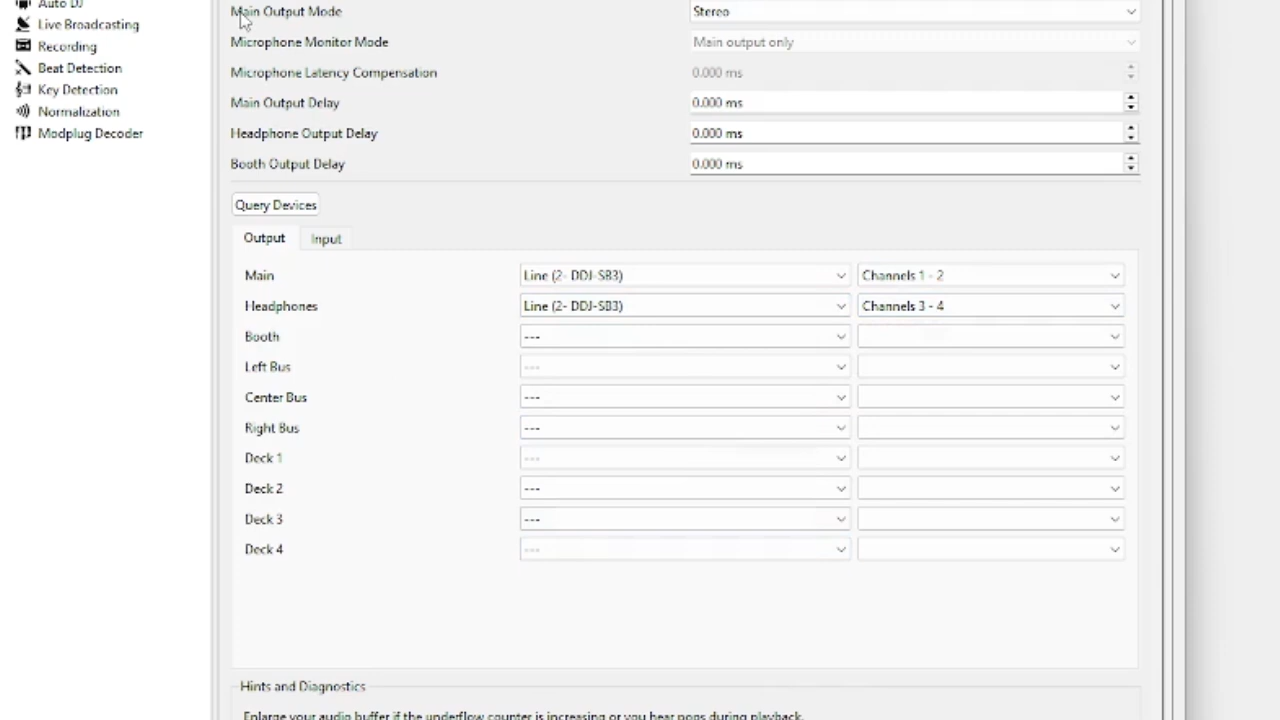 Auto DJ
Live Broadcasting
Recording
Beat Detection
Key Detection
Normalization
Modplug Decoder
Main Output Mode Stereo
Microphone Monitor Mode Main output only
Microphone Latency Compensation 0.000 ms
Main Output Delay 0.000 ms
Headphone Output Delay 0.000 ms
Booth Output Delay 0.000 ms
Query Devices
Output Input
Main Line (2- DDJ-SB3) Channels 1 - 2
Headphones Line (2- DDJ-SB3) Channels 3 - 4
Booth ---
Left Bus ---
Center Bus ---
Right Bus ---
Deck 1 ---
Deck 2 ---
Deck 3 ---
Deck 4 ---
Hints and Diagnostics
Enlarge your audio buffer if the underflow counter is increasing or you hear pops during playback.